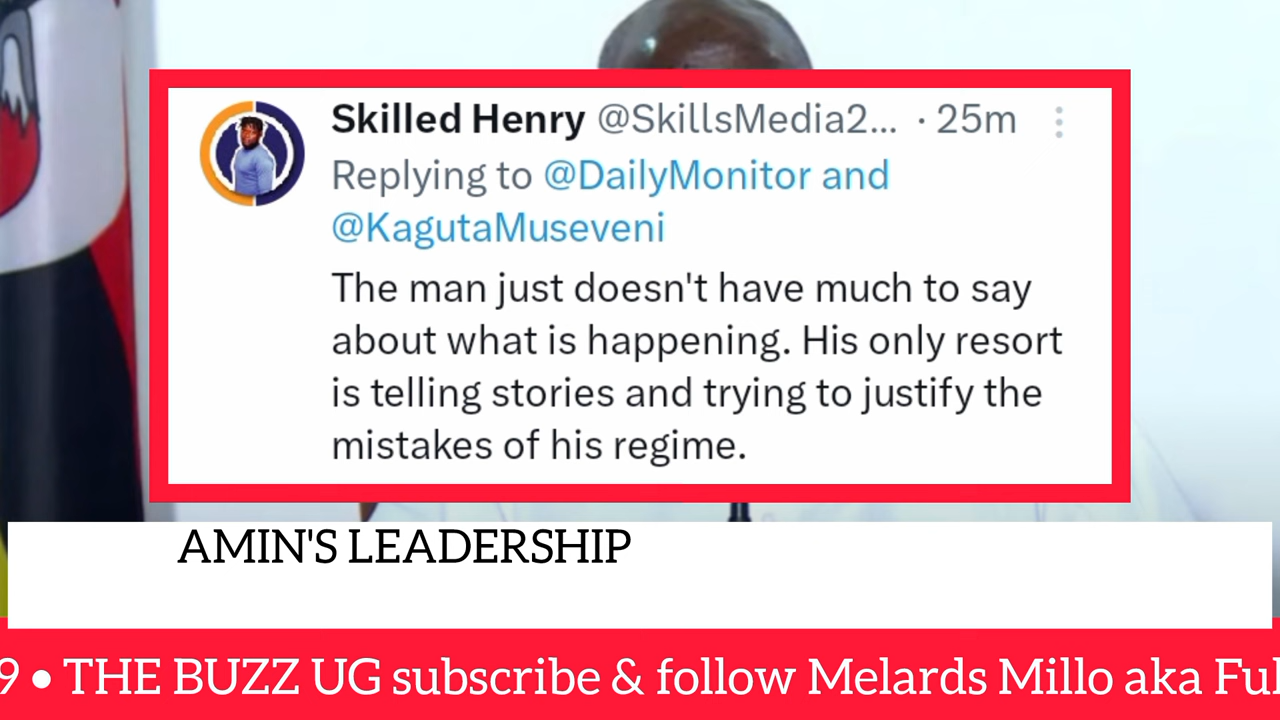 Skilled Henry @SkillsMedia2... · 25m
Replying to @DailyMonitor and
@KagutaMuseveni
The man just doesn't have much to say
about what is happening. His only resort
is telling stories and trying to justify the
mistakes of his regime.
AMIN'S LEADERSHIP
9 • THE BUZZ UG subscribe & follow Melards Millo aka Ful